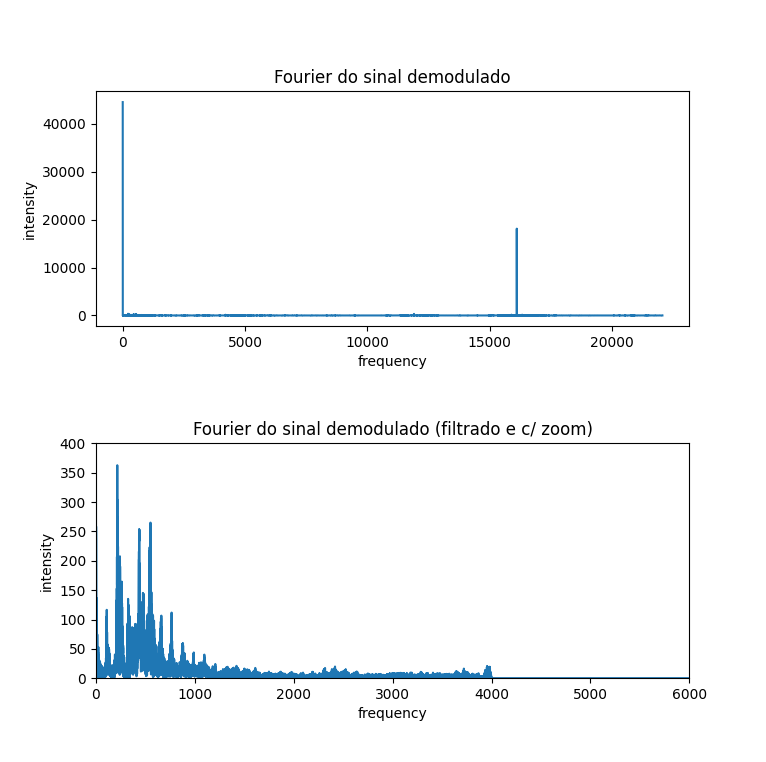 Fourier do sinal demodulado
40000
30000
20000
10000
0
intensity
0 5000 10000 15000 20000
frequency
Fourier do sinal demodulado (filtrado e c/ zoom)
400
350
300
250
200
150
100
50
0
intensity
0 1000 2000 3000 4000 5000 6000
frequency